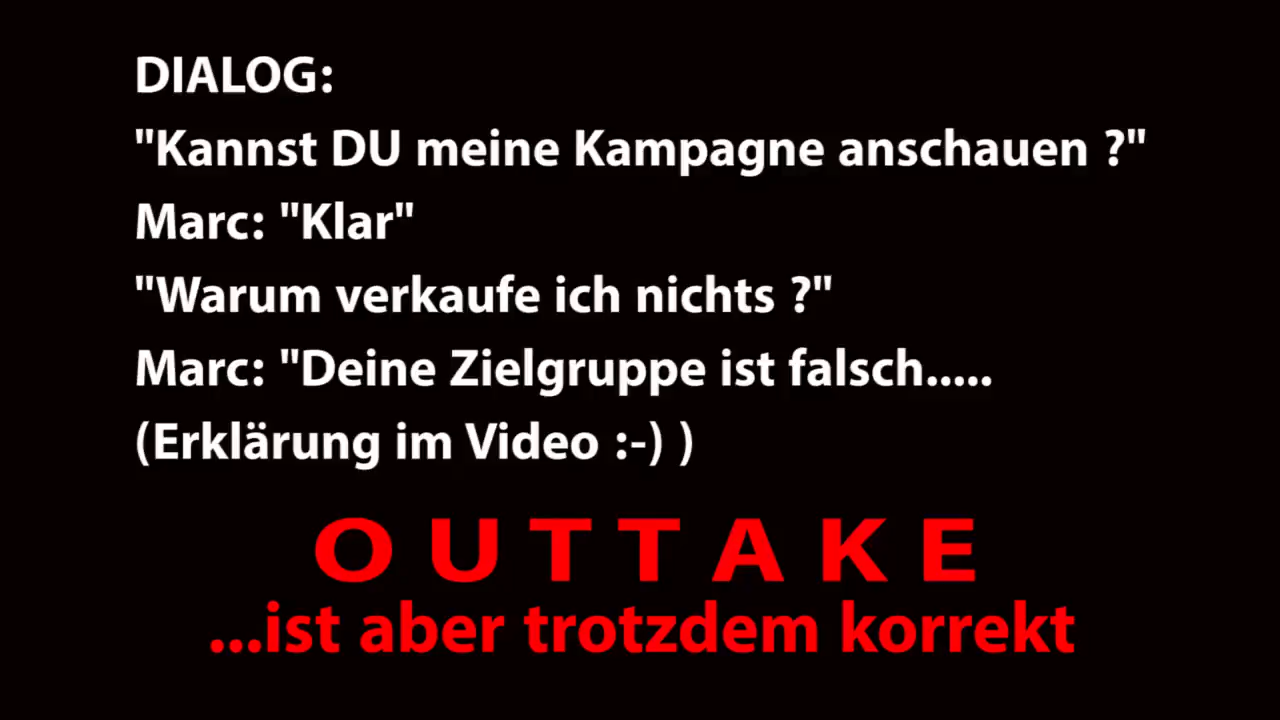 DIALOG:
"Kannst DU meine Kampagne anschauen ?"
Marc: "Klar"
"Warum verkaufe ich nichts ?"
Marc: "Deine Zielgruppe ist falsch.....
(Erklärung im Video :-) )
O U T T A K E
...ist aber trotzdem korrekt